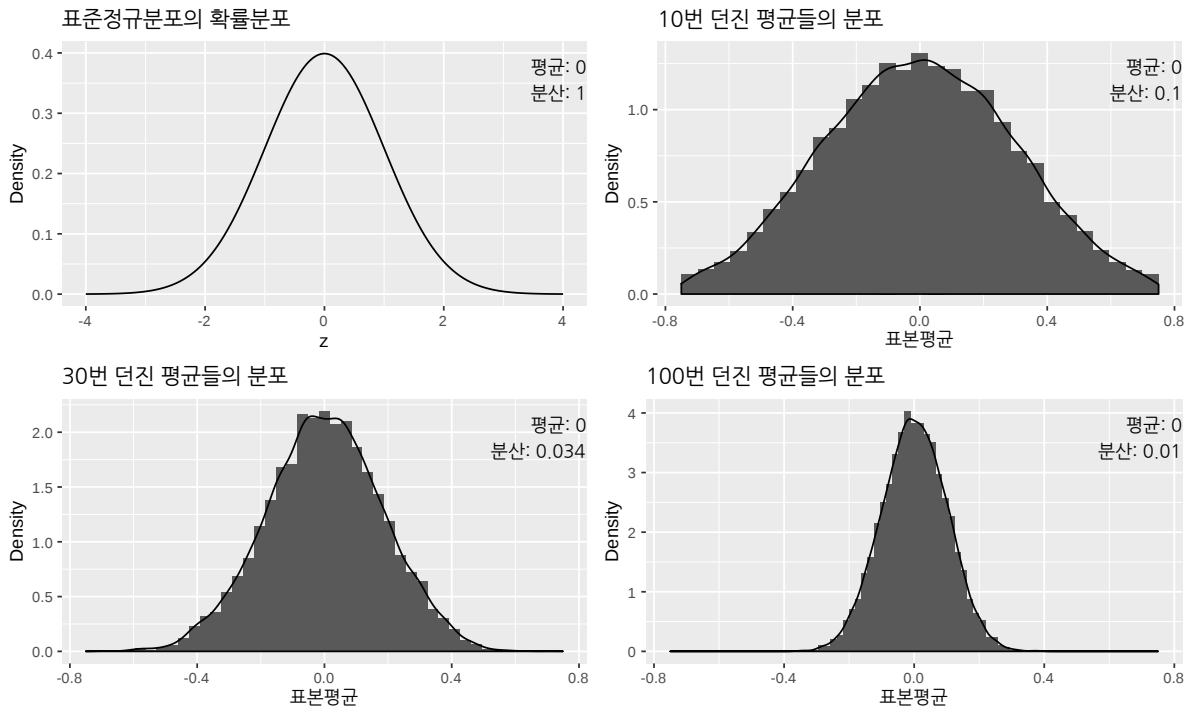 표준정규분포의 확률분포
평균: 0
분산: 1
0.4
0.3
0.2
0.1
0.0
Density
-4 -2 0 2 4
z
10번 던진 평균들의 분포
평균: 0
분산: 0.1
1.0
0.5
0.0
Density
-0.8 -0.4 0.0 0.4 0.8
표본평균
30번 던진 평균들의 분포
평균: 0
분산: 0.034
2.0
1.5
1.0
0.5
0.0
Density
-0.8 -0.4 0.0 0.4 0.8
표본평균
100번 던진 평균들의 분포
평균: 0
분산: 0.01
4
3
2
1
0
Density
-0.8 -0.4 0.0 0.4 0.8
표본평균